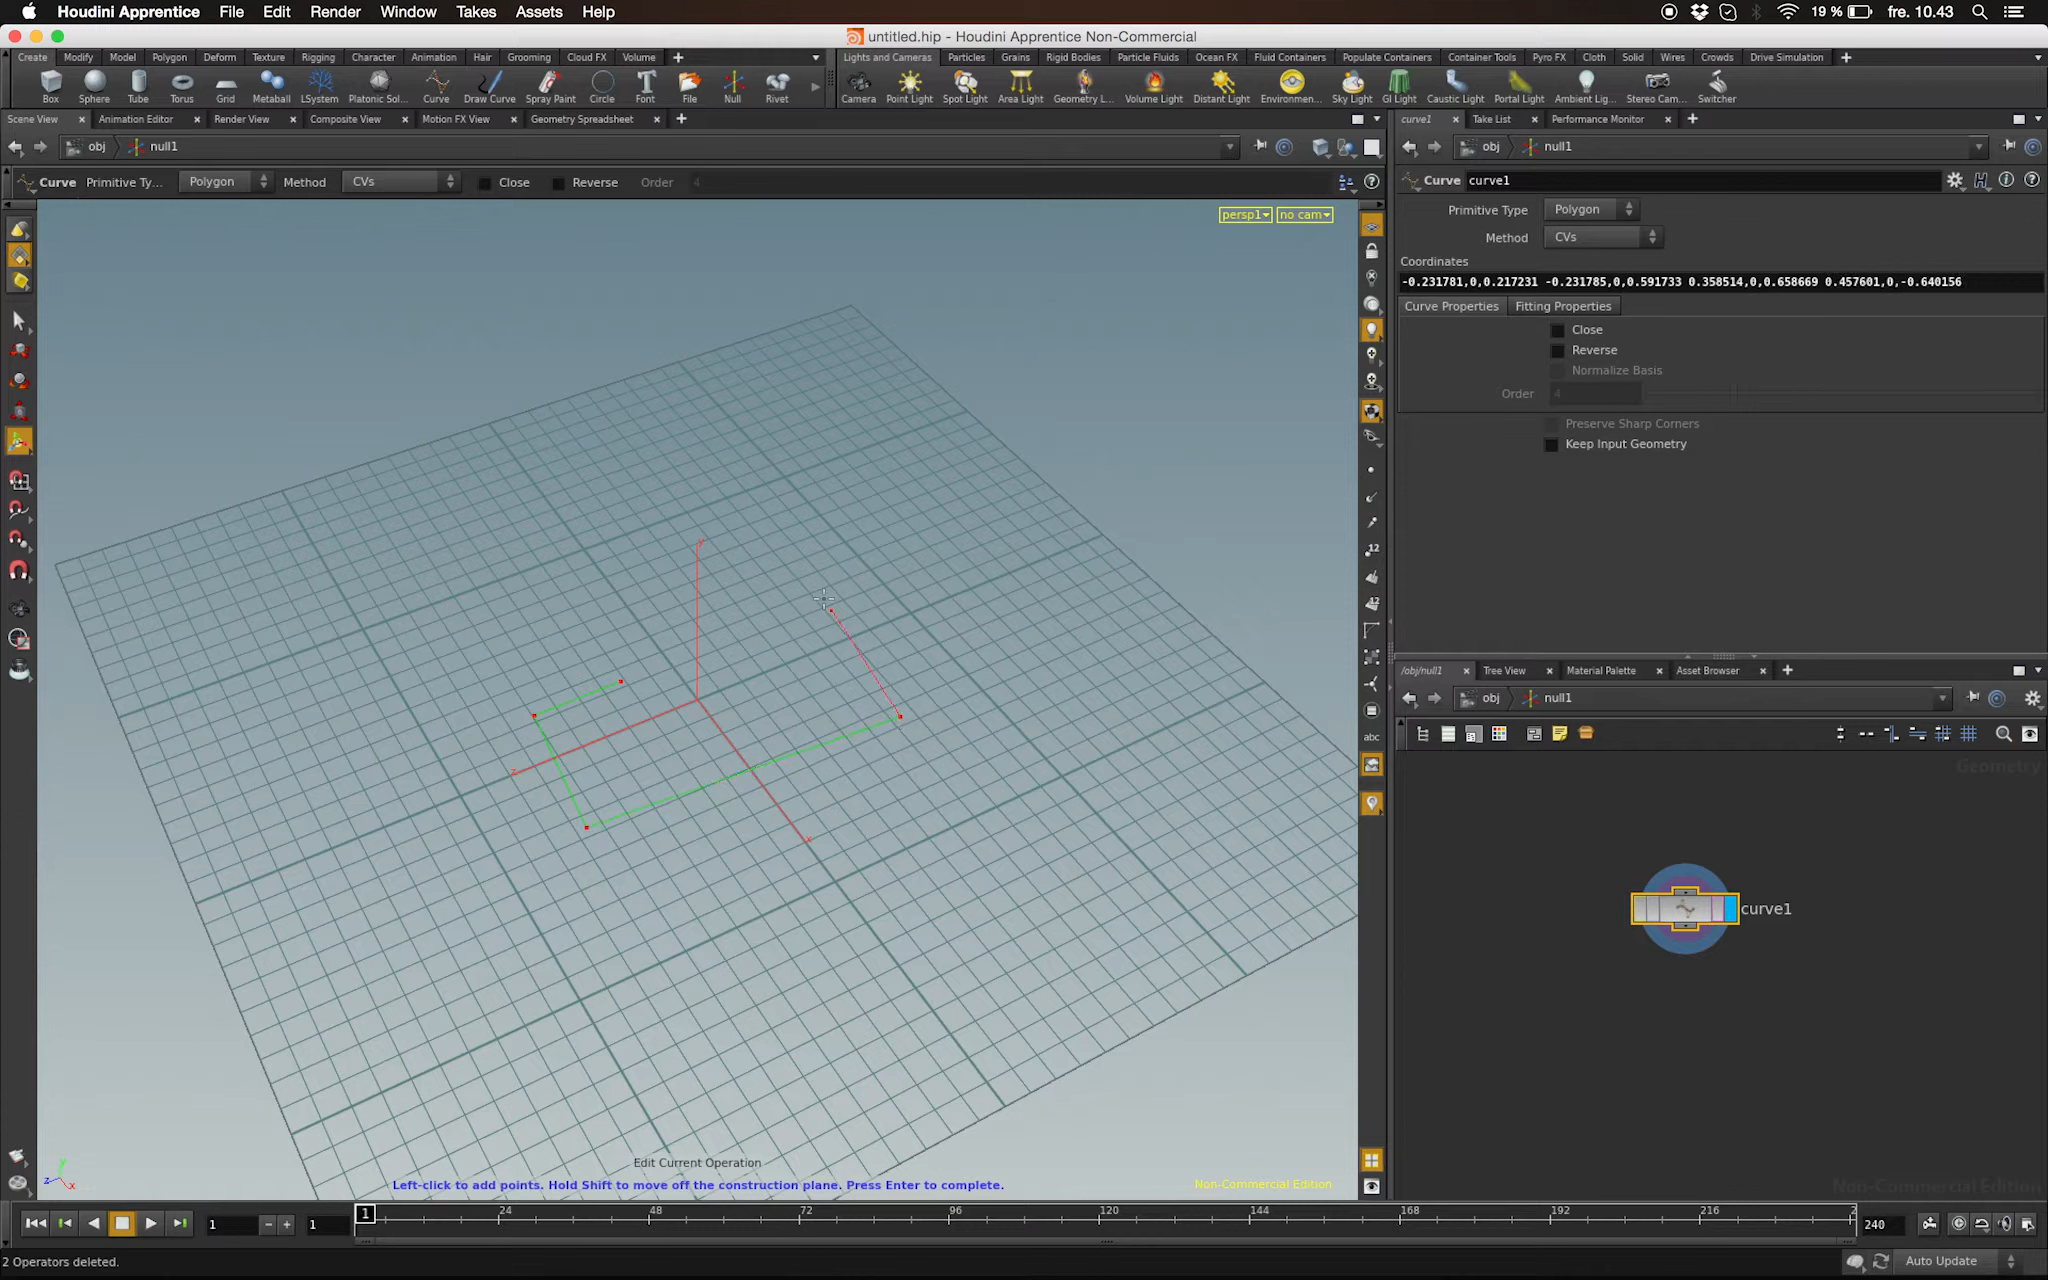 Houdini Apprentice File Edit Render Window Takes Assets Help 19 % fre. 10.43
untitled.hip - Houdini Apprentice Non-Commercial
Create Modify Model Polygon Deform Texture Rigging Character Animation Hair Grooming Cloud FX Volume
Lights and Cameras Particles Grains Rigid Bodies Particle Fluids Ocean FX Fluid Containers Populate Containers Container Tools Pyro FX Cloth Solid Wires Crowds Drive Simulation
Box Sphere Tube Torus Grid Metaball LSystem Platonic Sol... Curve Draw Curve Spray Paint Circle Font File Null Rivet
Camera Point Light Spot Light Area Light Geometry L... Volume Light Distant Light Environmen... Sky Light GI Light Caustic Light Portal Light Ambient Lig... Stereo Cam... Switcher
Scene View Animation Editor Render View Composite View Motion FX View Geometry Spreadsheet
curve1 Take List Performance Monitor
obj null1
obj null1
Curve Primitive Ty... Polygon Method CVs Close Reverse Order 4
Curve curve1
persp1 no cam
Primitive Type Polygon
Method CVs
Coordinates
-0.231781,0,0.217231 -0.231785,0,0.591733 0.358514,0,0.658669 0.457601,0,-0.640156
Curve Properties Fitting Properties
Close
Reverse
Normalize Basis
Order 4
Preserve Sharp Corners
Keep Input Geometry
y
z
x
12
12
abc
/obj/null1 Tree View Material Palette Asset Browser
obj null1
Geometry
curve1
Non-Commercial Edition
y
z
x
Edit Current Operation
Left-click to add points. Hold Shift to move off the construction plane. Press Enter to complete.
Non-Commercial Edition
1 1 1 24 48 72 96 120 144 168 192 216 2 240
2 Operators deleted.
Auto Update